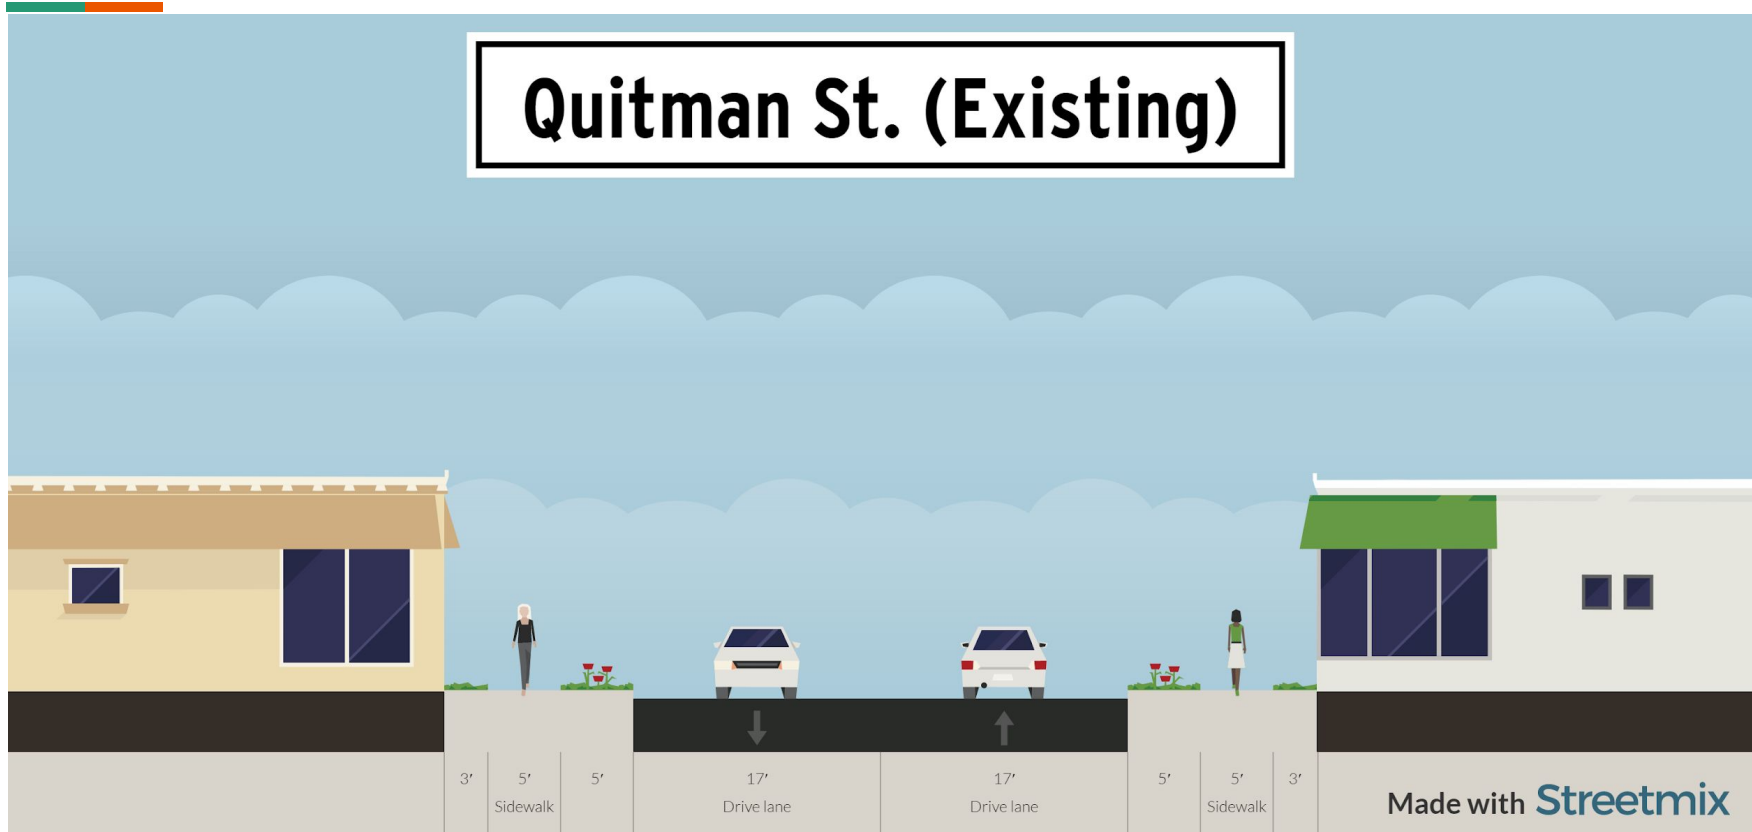 Quitman St. (Existing)
3′ 5′ 5′ 17′ 17′ 5′ 5′ 3′
Sidewalk Drive lane Drive lane Sidewalk
Made with Streetmix